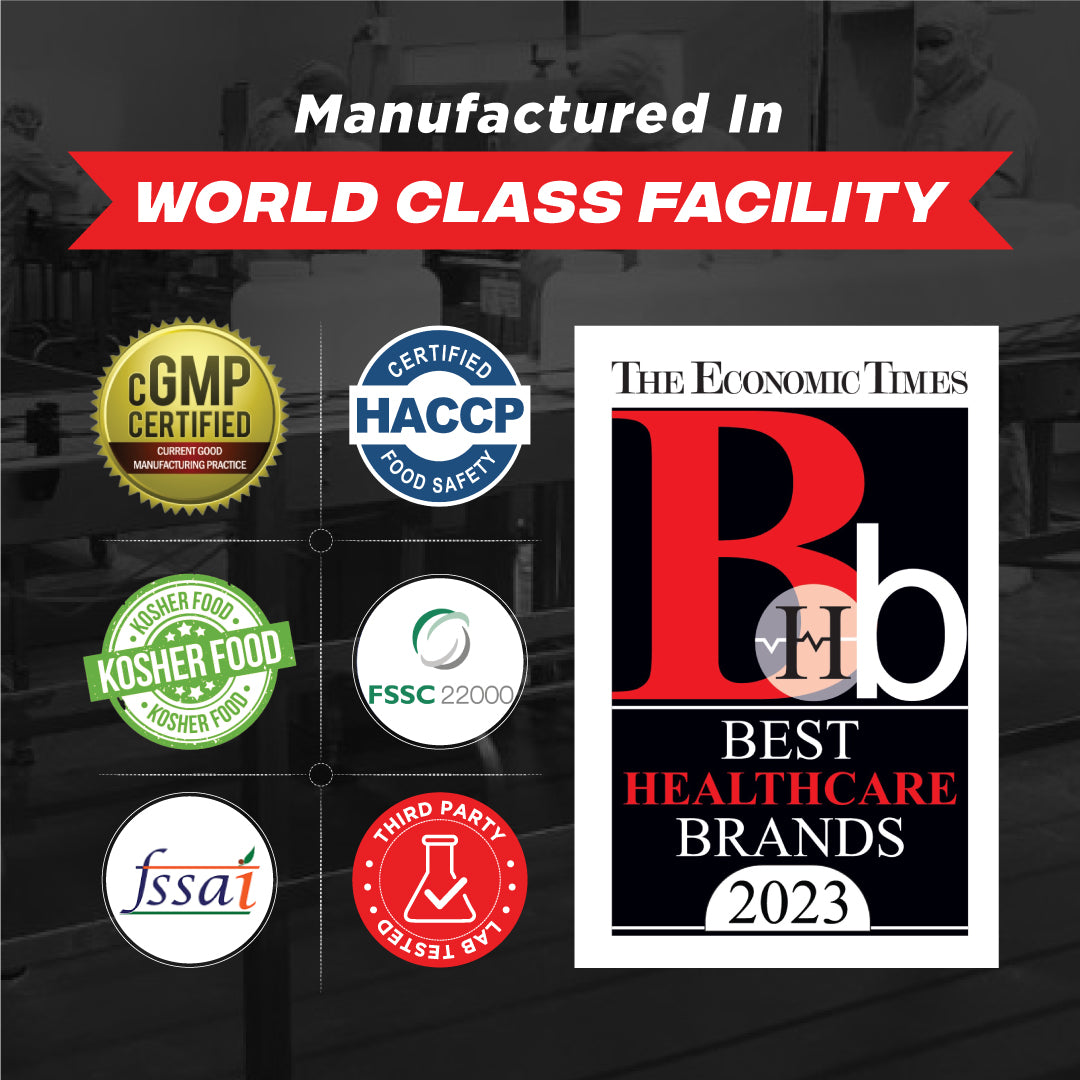 Manufactured In
WORLD CLASS FACILITY
cGMP
CERTIFIED
CURRENT GOOD
MANUFACTURING PRACTICE
CERTIFIED
HACCP
FOOD SAFETY
KOSHER FOOD
KOSHER FOOD
KOSHER FOOD
FSSC 22000
fssai
THIRD PARTY
LAB TESTED
THE ECONOMIC TIMES
B
H
b
BEST
HEALTHCARE
BRANDS
2023